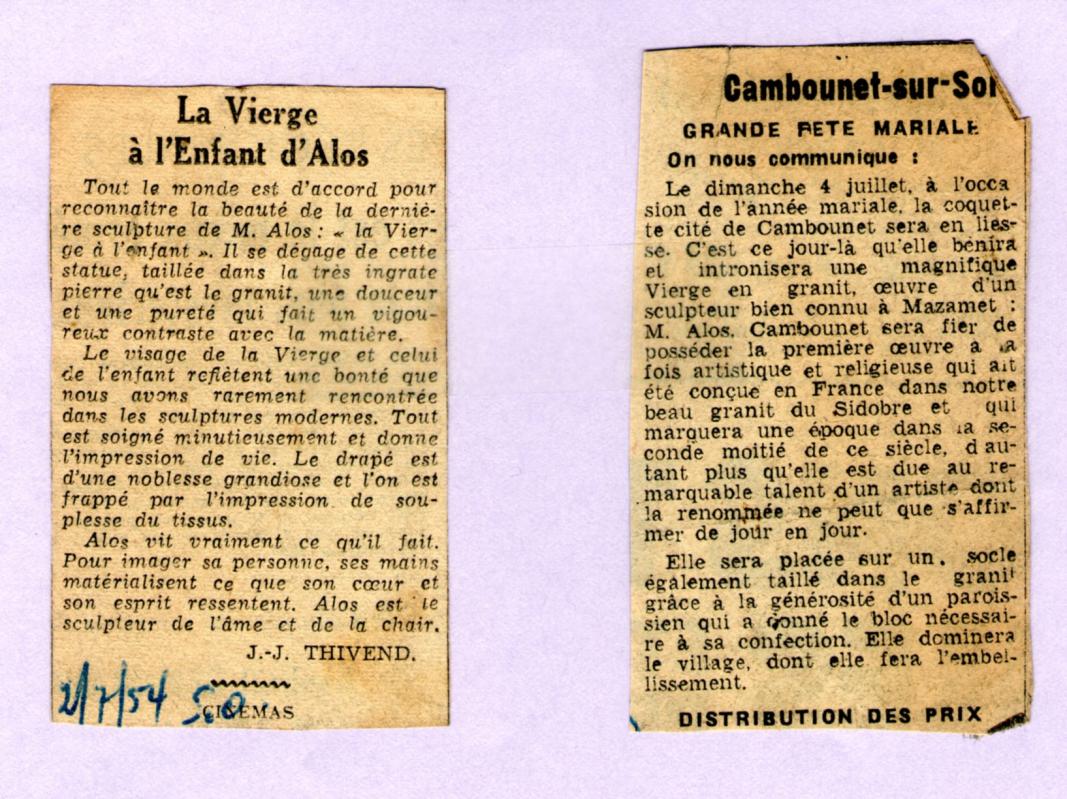 La Vierge
à l'Enfant d'Alos
Tout le monde est d'accord pour
reconnaître la beauté de la derniè-
re sculpture de M. Alos : « la Vier-
ge à l'enfant ». Il se dégage de cette
statue, taillée dans la très ingrate
pierre qu'est le granit, une douceur
et une pureté qui fait un vigou-
reux contraste avec la matière.
Le visage de la Vierge et celui
de l'enfant reflètent une bonté que
nous avons rarement rencontrée
dans les sculptures modernes. Tout
est soigné minutieusement et donne
l'impression de vie. Le drapé est
d'une noblesse grandiose et l'on est
frappé par l'impression de sou-
plesse du tissus.
Alos vit vraiment ce qu'il fait.
Pour imager sa personne, ses mains
matérialisent ce que son cœur et
son esprit ressentent. Alos est le
sculpteur de l'âme et de la chair.
J.-J. THIVEND.
2/7/54 S.O
CINEMAS
Cambounet-sur-Sor
GRANDE FETE MARIALE
On nous communique :
Le dimanche 4 juillet, à l'occa
sion de l'année mariale, la coquet-
te cité de Cambounet sera en lies-
se. C'est ce jour-là qu'elle bénira
et intronisera une magnifique
Vierge en granit, œuvre d'un
sculpteur bien connu à Mazamet :
M. Alos. Cambounet sera fier de
posséder la première œuvre à la
fois artistique et religieuse qui ait
été conçue en France dans notre
beau granit du Sidobre et qui
marquera une époque dans la se-
conde moitié de ce siècle, d'au-
tant plus qu'elle est due au re-
marquable talent d'un artiste dont
la renommée ne peut que s'affir-
mer de jour en jour.
Elle sera placée sur un. socle
également taillé dans le granit
grâce à la générosité d'un parois-
sien qui a donné le bloc nécessai-
re à sa confection. Elle dominera
le village, dont elle fera l'embel-
lissement.
DISTRIBUTION DES PRIX